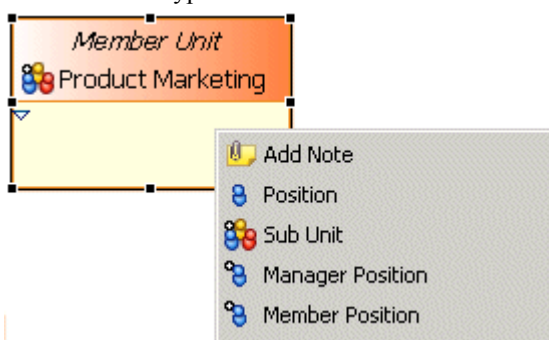 Member Unit
Product Marketing
Add Note
Position
Sub Unit
Manager Position
Member Position